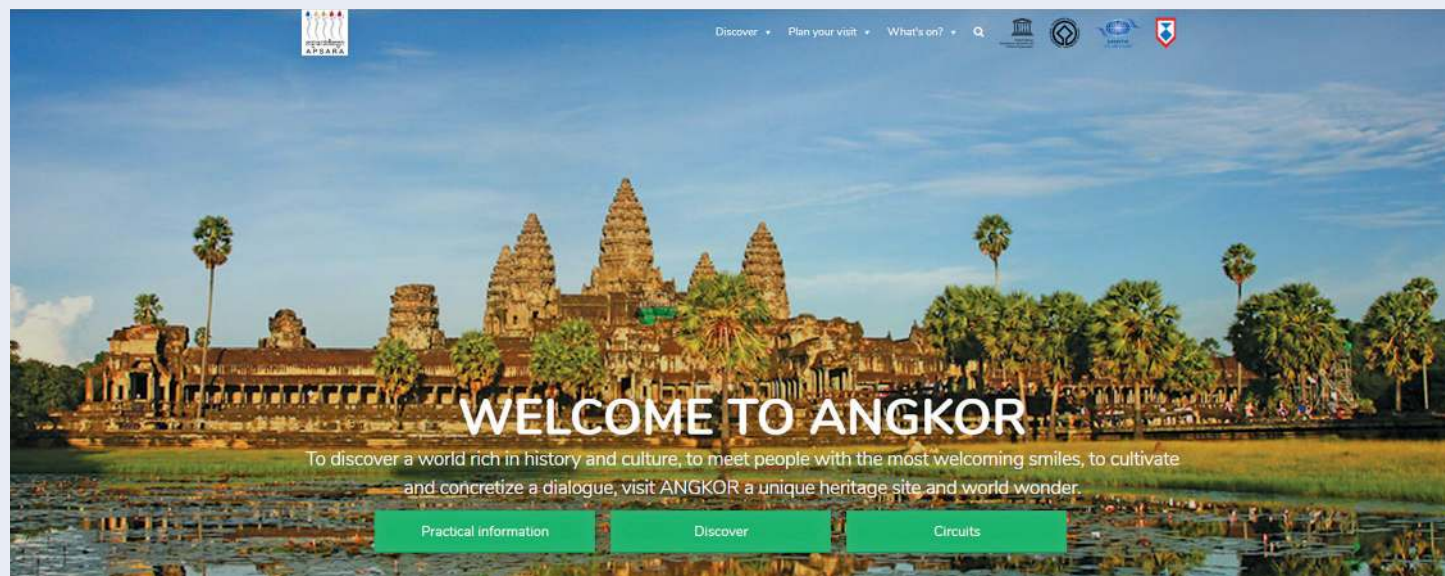 APSARA
Discover
Plan your visit
What's on?
WELCOME TO ANGKOR
To discover a world rich in history and culture, to meet people with the most welcoming smiles, to cultivate
and concretize a dialogue, visit ANGKOR a unique heritage site and world wonder.
Practical information
Discover
Circuits